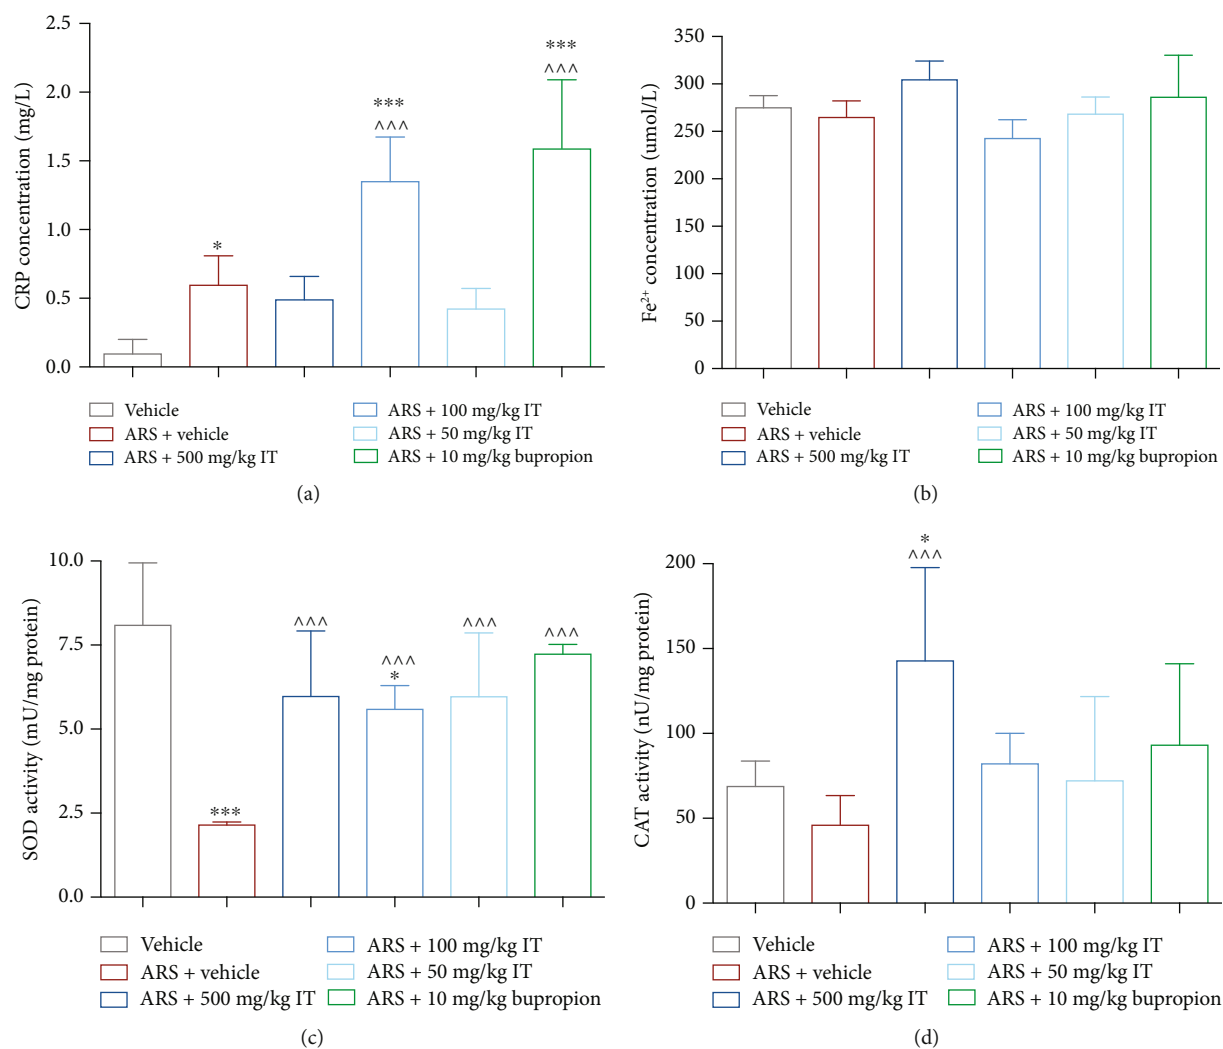 CRP concentration (mg/L)
2.5
2.0
1.5
1.0
0.5
0.0
*
***
^^^
***
^^^
Vehicle
ARS + vehicle
ARS + 500 mg/kg IT
ARS + 100 mg/kg IT
ARS + 50 mg/kg IT
ARS + 10 mg/kg bupropion
(a)
Fe²⁺ concentration (umol/L)
350
300
250
200
150
100
50
0
Vehicle
ARS + vehicle
ARS + 500 mg/kg IT
ARS + 100 mg/kg IT
ARS + 50 mg/kg IT
ARS + 10 mg/kg bupropion
(b)
SOD activity (mU/mg protein)
10.0
7.5
5.0
2.5
0.0
***
^^^
^^^
*
^^^
^^^
Vehicle
ARS + vehicle
ARS + 500 mg/kg IT
ARS + 100 mg/kg IT
ARS + 50 mg/kg IT
ARS + 10 mg/kg bupropion
(c)
CAT activity (nU/mg protein)
200
150
100
50
0
*
^^^
Vehicle
ARS + vehicle
ARS + 500 mg/kg IT
ARS + 100 mg/kg IT
ARS + 50 mg/kg IT
ARS + 10 mg/kg bupropion
(d)